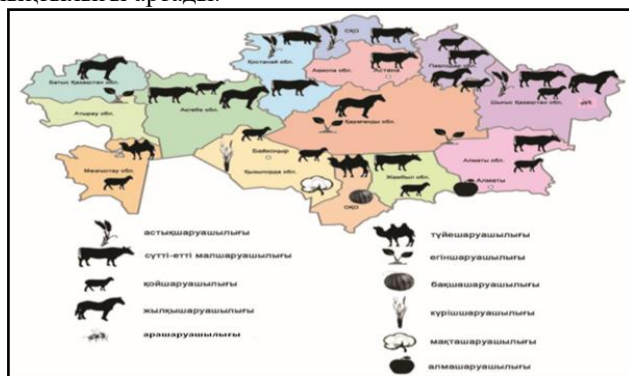 СҚО
Қостанай обл.
Павлодар обл.
Ақмола обл.
Астана
Батыс Қазақстан обл.
Шығыс Қазақстан обл.
Ақтөбе обл.
Атырау обл.
Қарағанды обл.
Байқоңыр
Алматы обл.
Маңғыстау обл.
Қызылорда обл.
Жамбыл обл.
Алматы
ОҚО
астықшаруашылығы
сүтті-етті малшаруашылығы
қойшаруашылығы
жылқышаруашылығы
арашаруашылығы
түйешаруашылығы
егіншаруашылығы
бақшашаруашылығы
күрішшаруашылығы
мақташаруашылығы
алмашаруашылығы